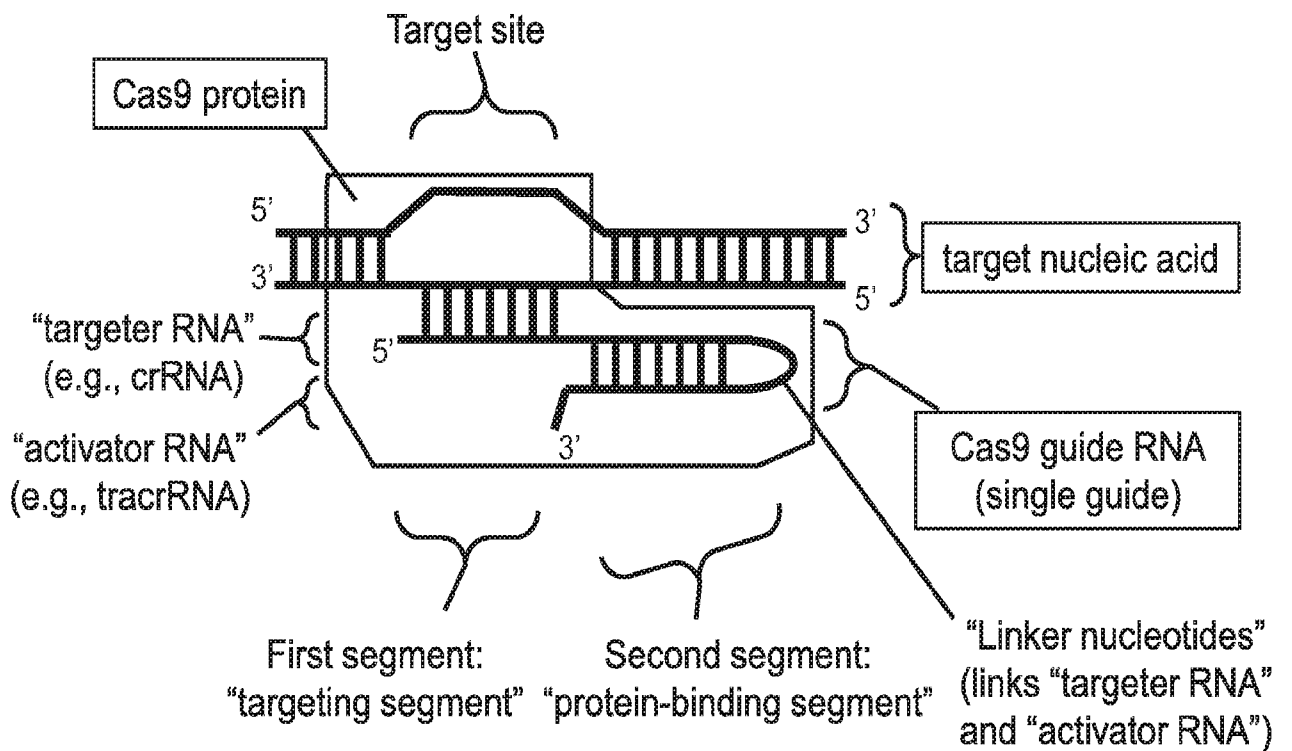 Target site
Cas9 protein
5’
3’
3’
5’
target nucleic acid
“targeter RNA”
(e.g., crRNA)
5’
“activator RNA”
(e.g., tracrRNA)
3’
Cas9 guide RNA
(single guide)
First segment:
“targeting segment”
Second segment:
“protein-binding segment”
“Linker nucleotides”
(links “targeter RNA”
and “activator RNA”)